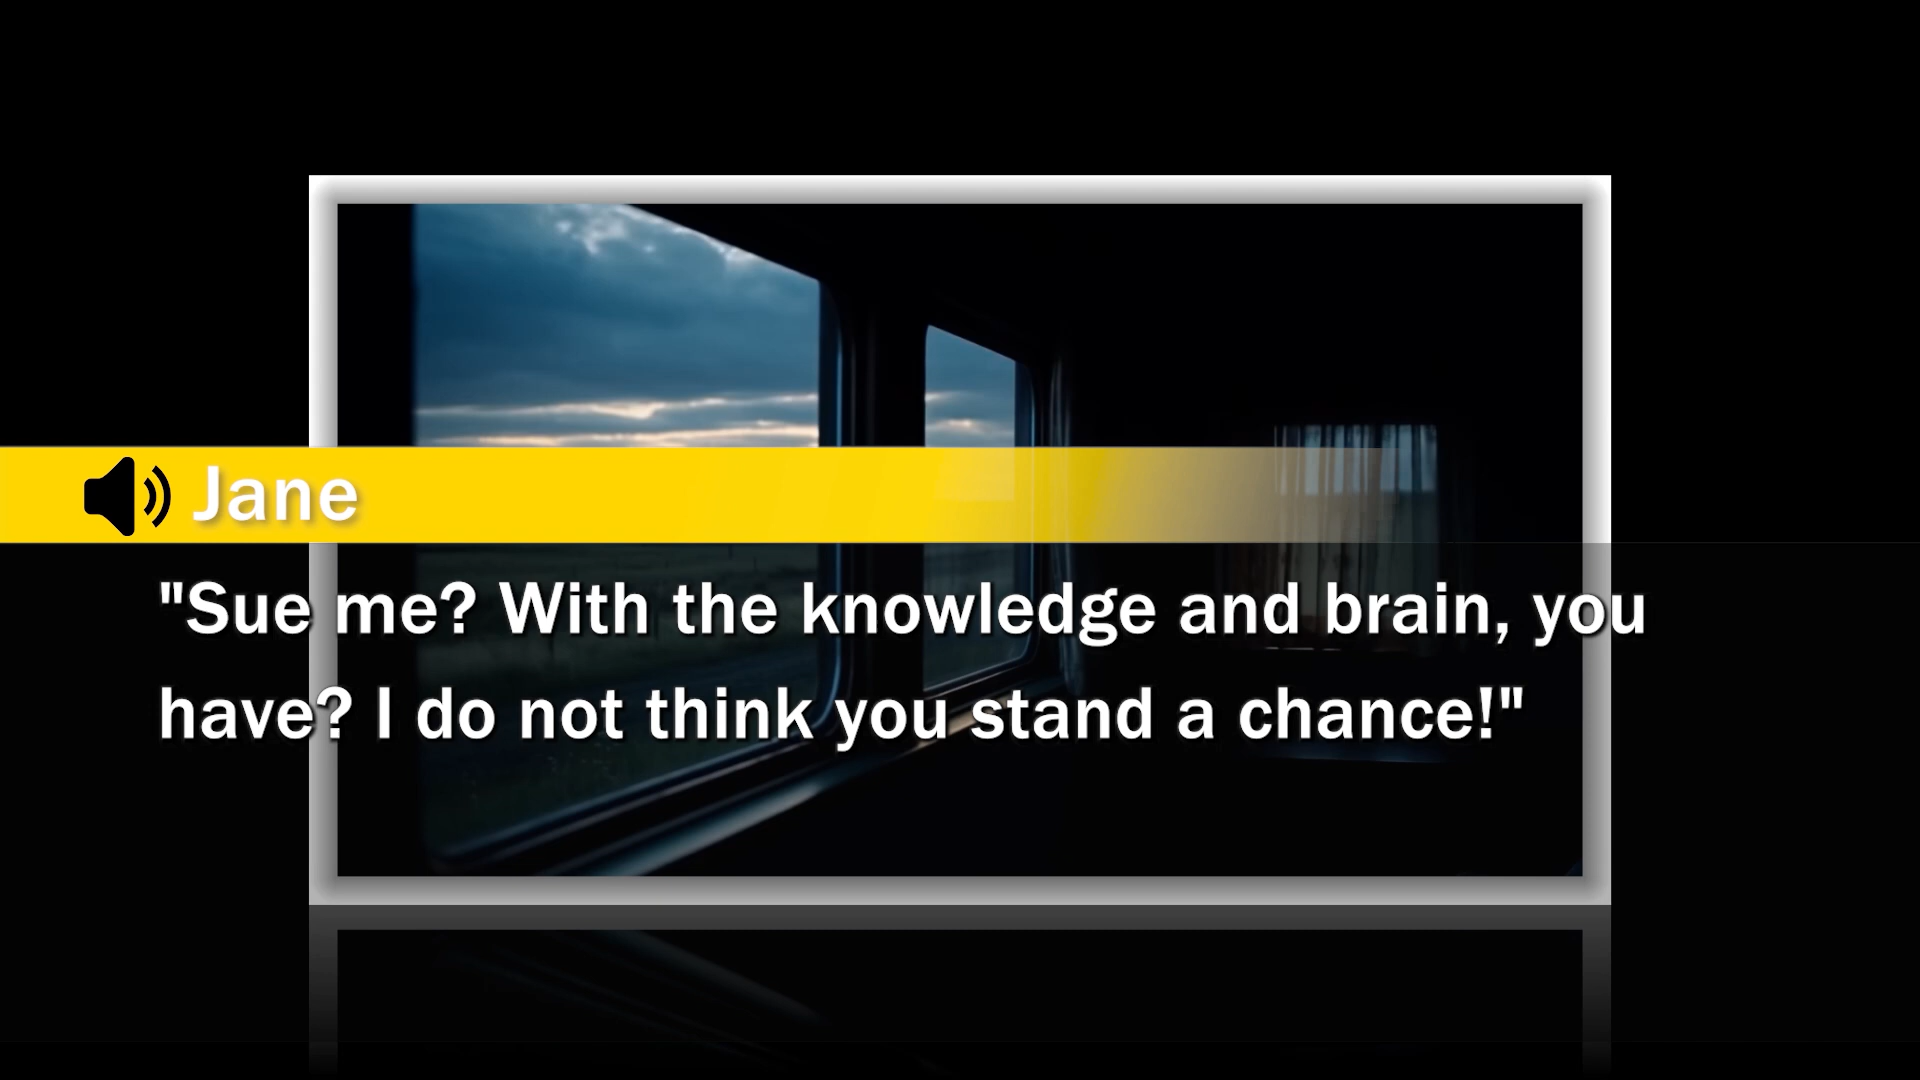 Jane
"Sue me? With the knowledge and brain, you
have? I do not think you stand a chance!"